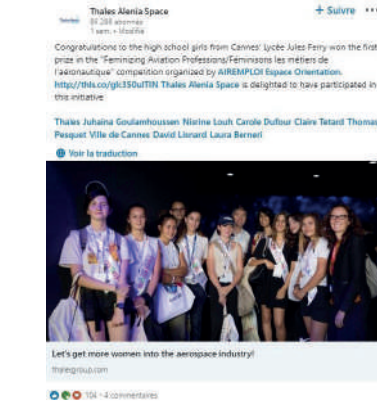 Thales Alenia Space
+ Suivre
1 sem. • Modifié
Congratulations to the high school girls from Cannes' Lycée Jules Ferry won the first
prize in the "Feminizing Aviation Professions/Féminisons les métiers de
l'aéronautique" competition organized by AIREMPLOI Espace Orientation.
Thales Alenia Space is delighted to have participated in
this initiative
Thales Juhaina Goulamhoussen Nisrine Louh Carole Dufour Claire Tetard Thomas
Pesquet Ville de Cannes David Lisnard Laura Berneri
Voir la traduction
Let's get more women into the aerospace industry!
thalesgroup.com
104 • 4 commentaires